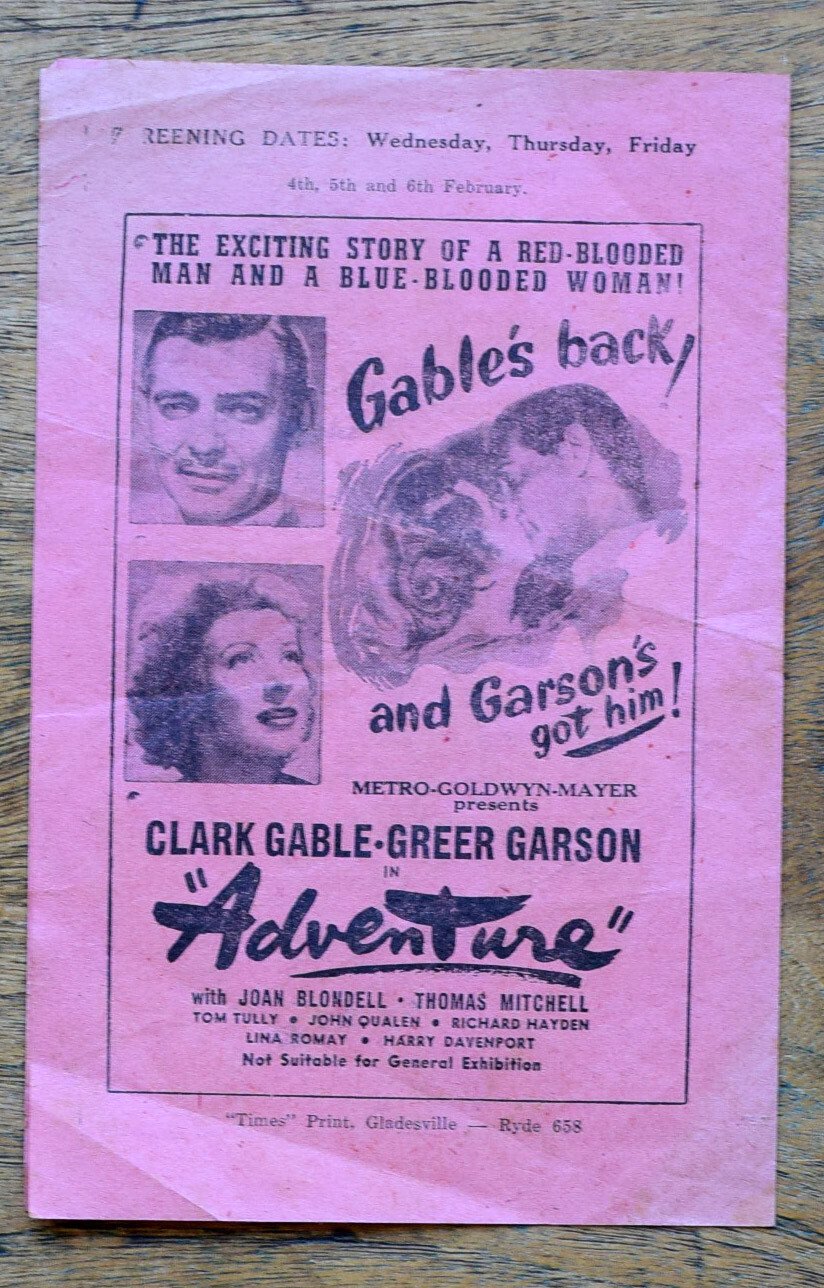 REENING DATES: Wednesday, Thursday, Friday
4th, 5th and 6th February.
THE EXCITING STORY OF A RED-BLOODED
MAN AND A BLUE-BLOODED WOMAN!
Gable's back!
and Garson's
got him!
METRO-GOLDWYN-MAYER
presents
CLARK GABLE•GREER GARSON
IN
"Adventure"
with JOAN BLONDELL • THOMAS MITCHELL
TOM TULLY • JOHN QUALEN • RICHARD HAYDEN
LINA ROMAY • HARRY DAVENPORT
Not Suitable for General Exhibition
"Times" Print, Gladesville — Ryde 658